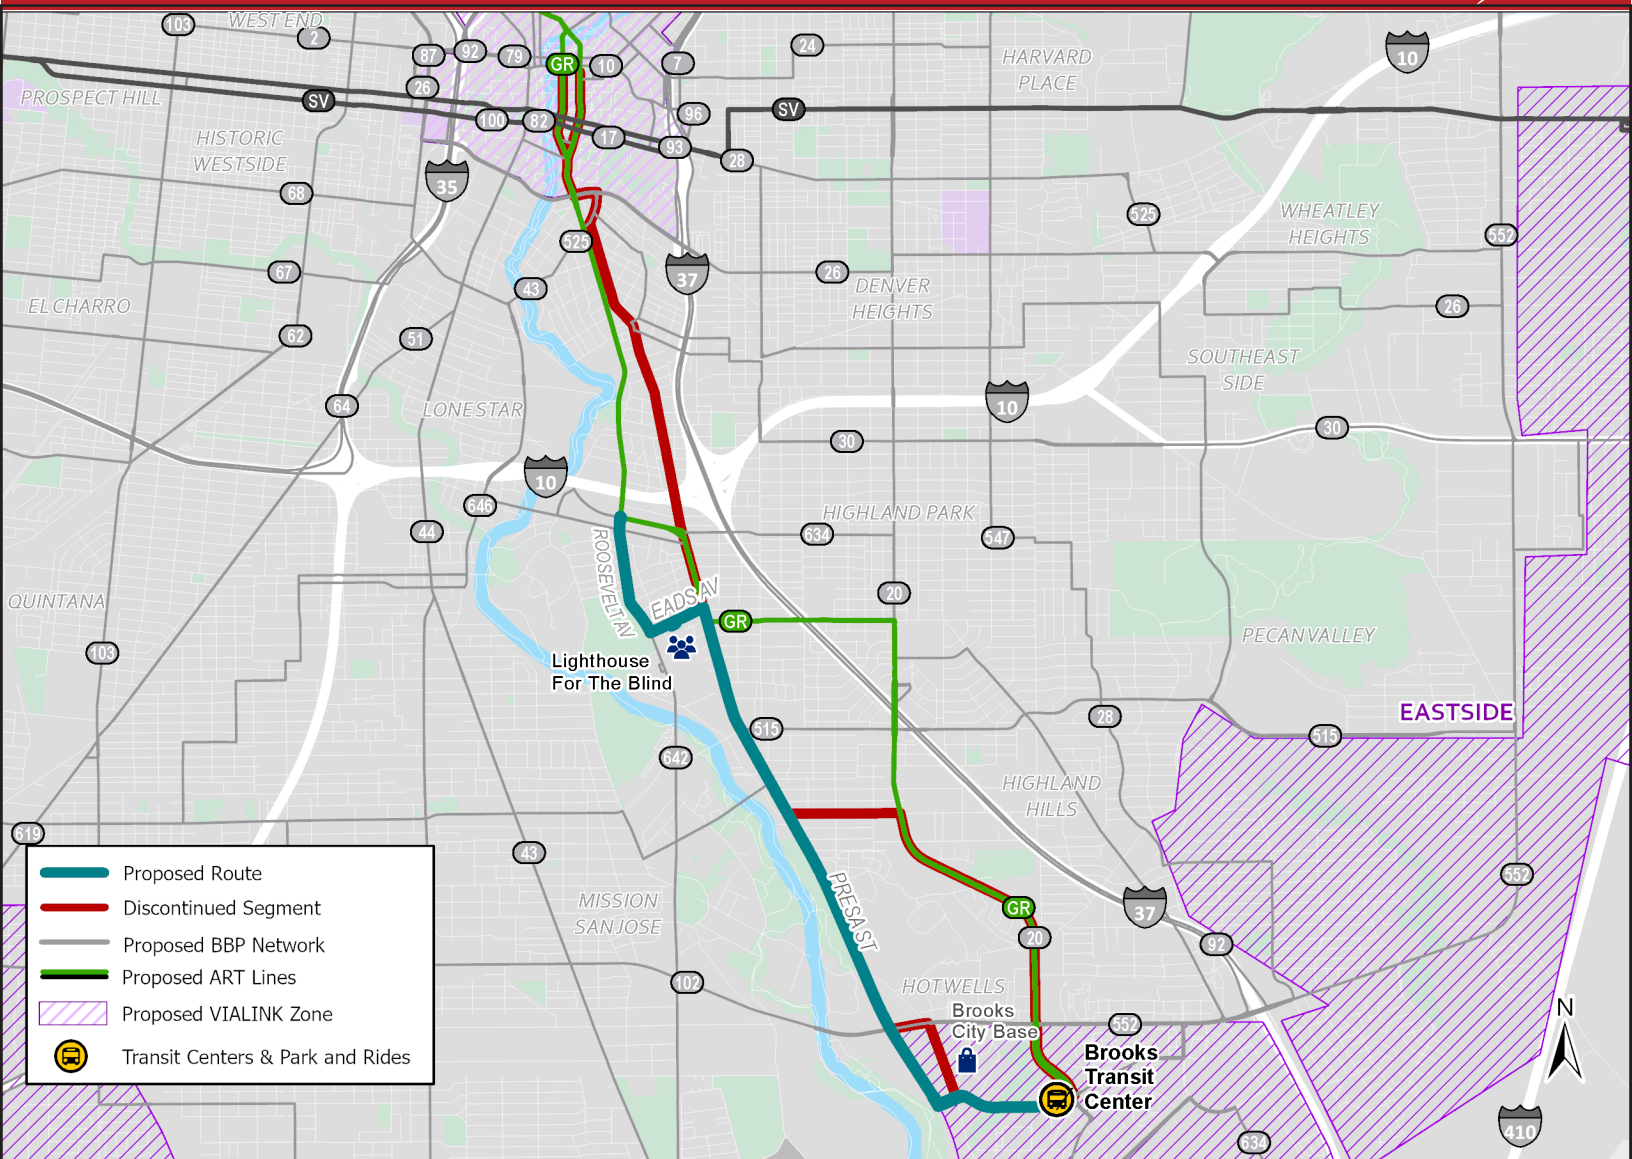 103
WEST END
2
87
92
79
GR
10
7
24
HARVARD
PLACE
10
26
PROSPECT HILL
SV
100
82
17
96
93
SV
28
HISTORIC
WESTSIDE
35
68
525
WHEATLEY
HEIGHTS
552
525
67
43
37
26
DENVER
HEIGHTS
EL CHARRO
62
51
26
SOUTHEAST
SIDE
64
LONESTAR
10
30
30
10
646
44
HIGHLAND PARK
634
547
ROOSEVELT AV
EADS AV
20
QUINTANA
GR
PECAN VALLEY
103
Lighthouse
For The Blind
EASTSIDE
28
515
515
642
HIGHLAND
HILLS
619
43
552
PRESA ST
MISSION
SAN JOSE
GR
37
20
92
102
HOTWELLS
Brooks
City Base
552
Brooks
Transit
Center
634
410
N
Proposed Route
Discontinued Segment
Proposed BBP Network
Proposed ART Lines
Proposed VIALINK Zone
Transit Centers & Park and Rides